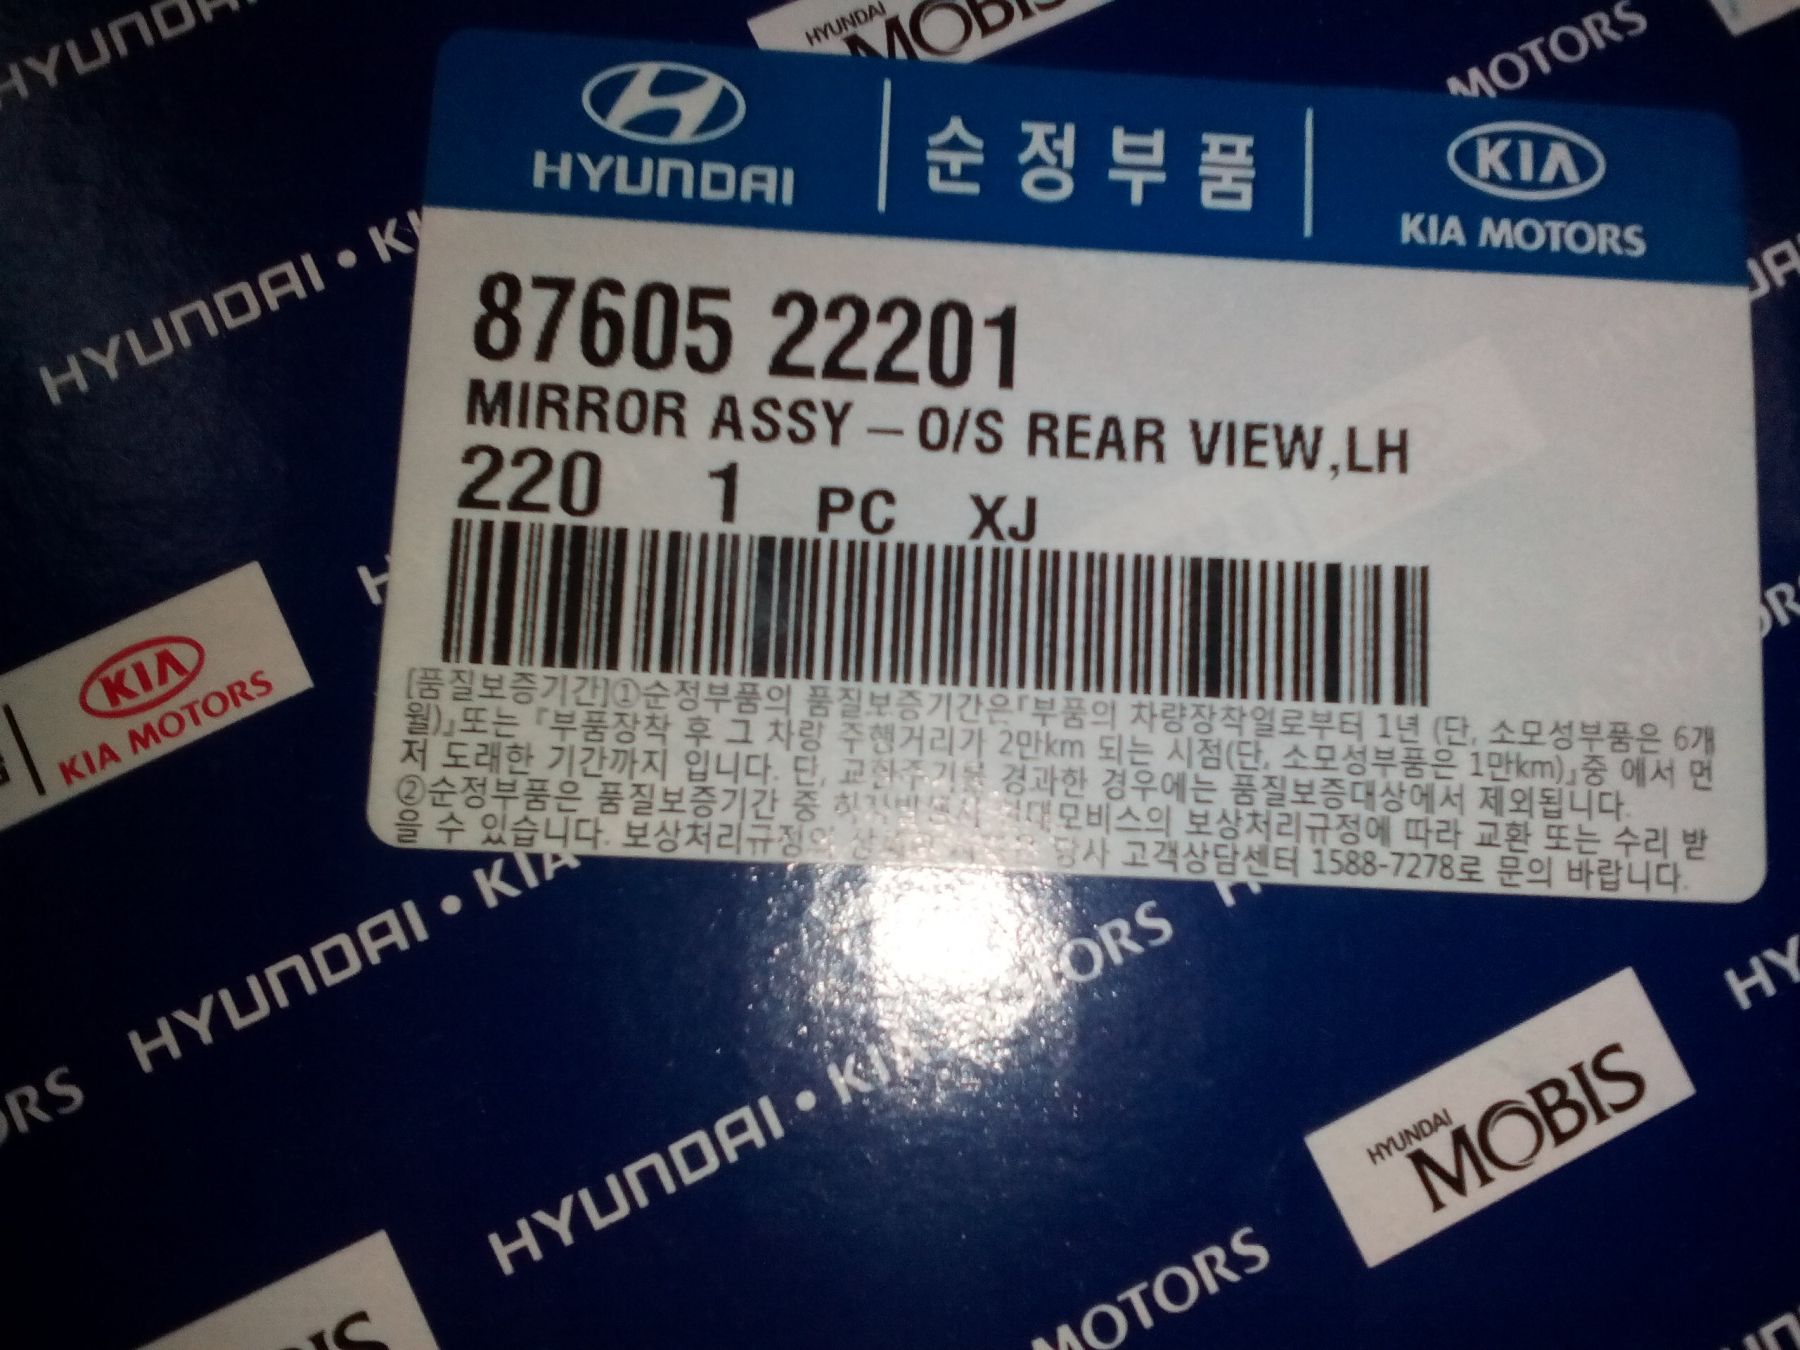 HYUNDAI
HYUNDAI MOBIS
MOTORS
HYUNDAI
순정부품
KIA
KIA MOTORS
HYUNDAI • KI
87605 22201
MIRROR ASSY – O/S REAR VIEW,LH
220 1 PC XJ
[품질보증기간]①순정부품의 품질보증기간은『부품의 차량장착일로부터 1년 (단, 소모성부품은 6개
월)』또는 『부품장착 후 그 차량 주행거리가 2만km 되는 시점(단, 소모성부품은 1만km)』중 에서 먼
저 도래한 기간까지 입니다. 단, 교환주기를 경과한 경우에는 품질보증대상에서 제외됩니다.
②순정부품은 품질보증기간 중 모비스의 보상처리규정에 따라 교환 또는 수리 받
을 수 있습니다. 보상처리규정의 당사 고객상담센터 1588-7278로 문의 바랍니다.
KIA
KIA MOTORS
HYUNDAI • KIA
ORS
HYUNDAI • KIA
TORS
HY
HYUNDAI
MOBIS
MOTORS
BIS